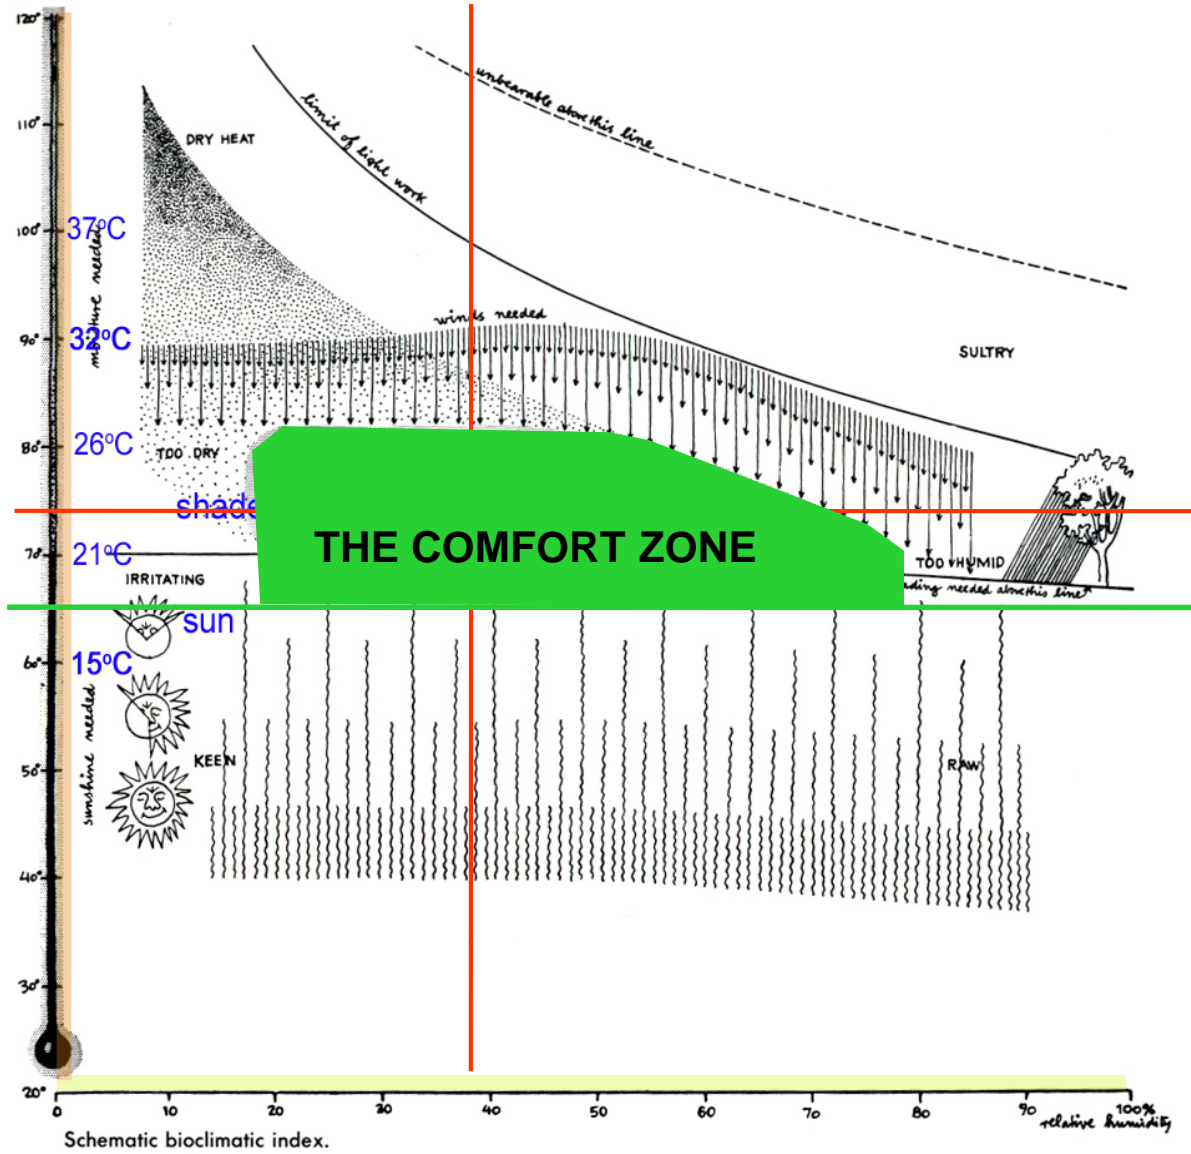 120°
unbearable above this line
limit of light work
110°
DRY HEAT
37°C
100°
moisture needed
winds needed
32°C
90°
SULTRY
26°C
80°
TOO DRY
shade
THE COMFORT ZONE
21°C
70°
TOO HUMID
IRRITATING
ading needed above this line
sun
15°C
60°
sunshine needed
KEEN
RAW
50°
40°
30°
20°
0 10 20 30 40 50 60 70 80 90 100%
relative humidity
Schematic bioclimatic index.